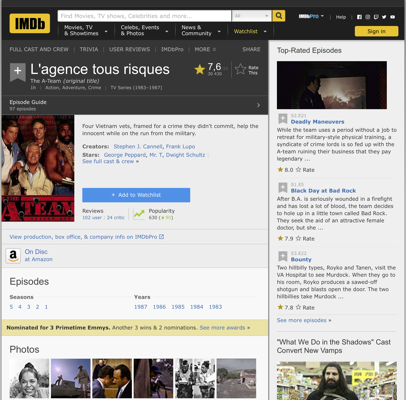 IMDb
Find Movies, TV shows, Celebrities and more...
All
IMDbPro
Help
Movies, TV & Showtimes
Celebs, Events & Photos
News & Community
Watchlist
Sign in
FULL CAST AND CREW | TRIVIA | USER REVIEWS | IMDbPro | MORE
SHARE
L'agence tous risques
The A-Team (original title)
Action, Adventure, Crime | TV Series (1983–1987)
7,6
Rate This
Episode Guide
97 episodes
Four Vietnam vets, framed for a crime they didn't commit, help the
innocent while on the run from the military.
Creators: Stephen J. Cannell, Frank Lupo
Stars: George Peppard, Mr. T, Dwight Schultz
See full cast & crew »
+ Add to Watchlist
Reviews
102 user | 24 critic
Popularity
630
View production, box office, & company info on IMDbPro
On Disc
at Amazon
Episodes
Seasons
5 4 3 2 1
Years
1987 1986 1985 1984 1983
Nominated for 3 Primetime Emmys. Another 3 wins & 2 nominations. See more awards »
Photos
Top-Rated Episodes
Deadly Maneuvers
While the team uses a period without a job to
retreat for military-style physical training, a
syndicate of crime lords is so fed up with the
A-team ruining their business that they pay
legendary ...
8.0 Rate
Black Day at Bad Rock
After B.A. is seriously wounded in a firefight
and has lost a lot of blood, the team decides
to hole up in a little town called Bad Rock.
They seek the aid of an attractive female
doctor, but she ...
7.9 Rate
Bounty
Two hillbilly types, Royko and Tanen, visit the
VA Hospital to see Murdock. When they go to
his room, Royko produces a sawed-off
shotgun and blasts open the door. The two
hillbillies take Murdock ...
7.8 Rate
See more episodes »
"What We Do in the Shadows" Cast
Convert New Vamps